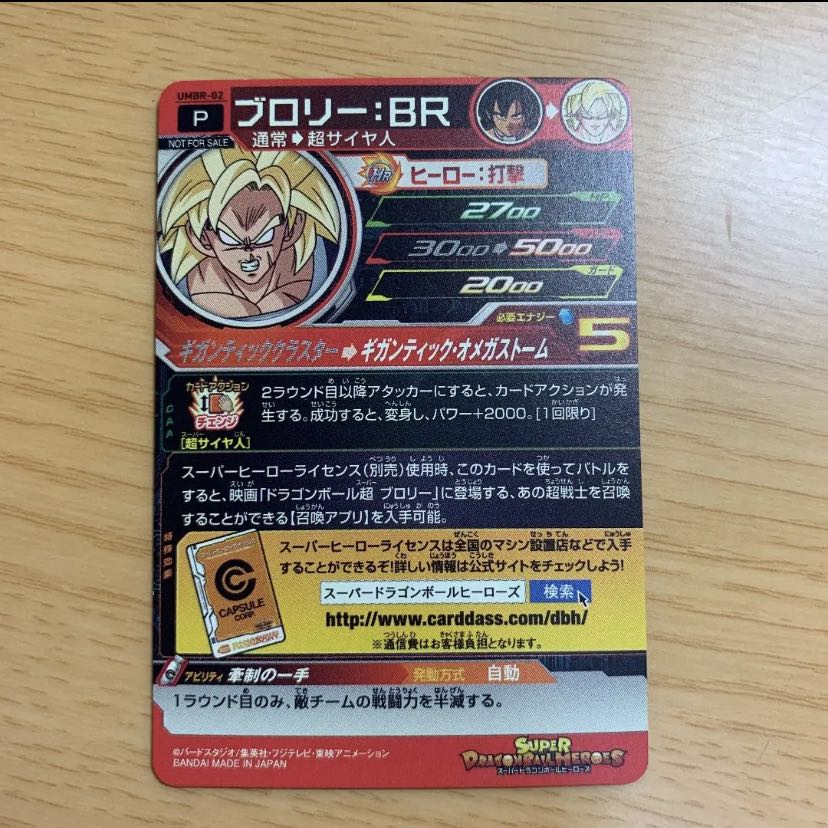 UMBR-02
P
NOT FOR SALE
ブロリー:BR
通常➡超サイヤ人
HR ヒーロー:打撃
HP
2700
3000➡5000
ガード
2000
必要エナジー 5
ギガンティッククラスター➡ギガンティック・オメガストーム
CAA
カードアクション
チェンジ
[超サイヤ人]
2ラウンド目以降アタッカーにすると、カードアクションが発
生する。成功すると、変身し、パワー+2000。[1回限り]
特殊効果
スーパーヒーローライセンス(別売)使用時、このカードを使ってバトルを
すると、映画「ドラゴンボール超 ブロリー」に登場する、あの超戦士を召喚
することができる【召喚アプリ】を入手可能。
スーパーヒーローライセンスは全国のマシン設置店などで入手
することができるぞ!詳しい情報は公式サイトをチェックしよう!
CAPSULE
CORP.
スーパードラゴンボールヒーローズ 検索
http://www.carddass.com/dbh/
※通信費はお客様負担となります。
アビリティ 牽制の一手 発動方式 自動
1ラウンド目のみ、敵チームの戦闘力を半減する。
©バードスタジオ/集英社・フジテレビ・東映アニメーション
BANDAI MADE IN JAPAN
SUPER
DRAGONBALL HEROES
スーパードラゴンボールヒーローズ